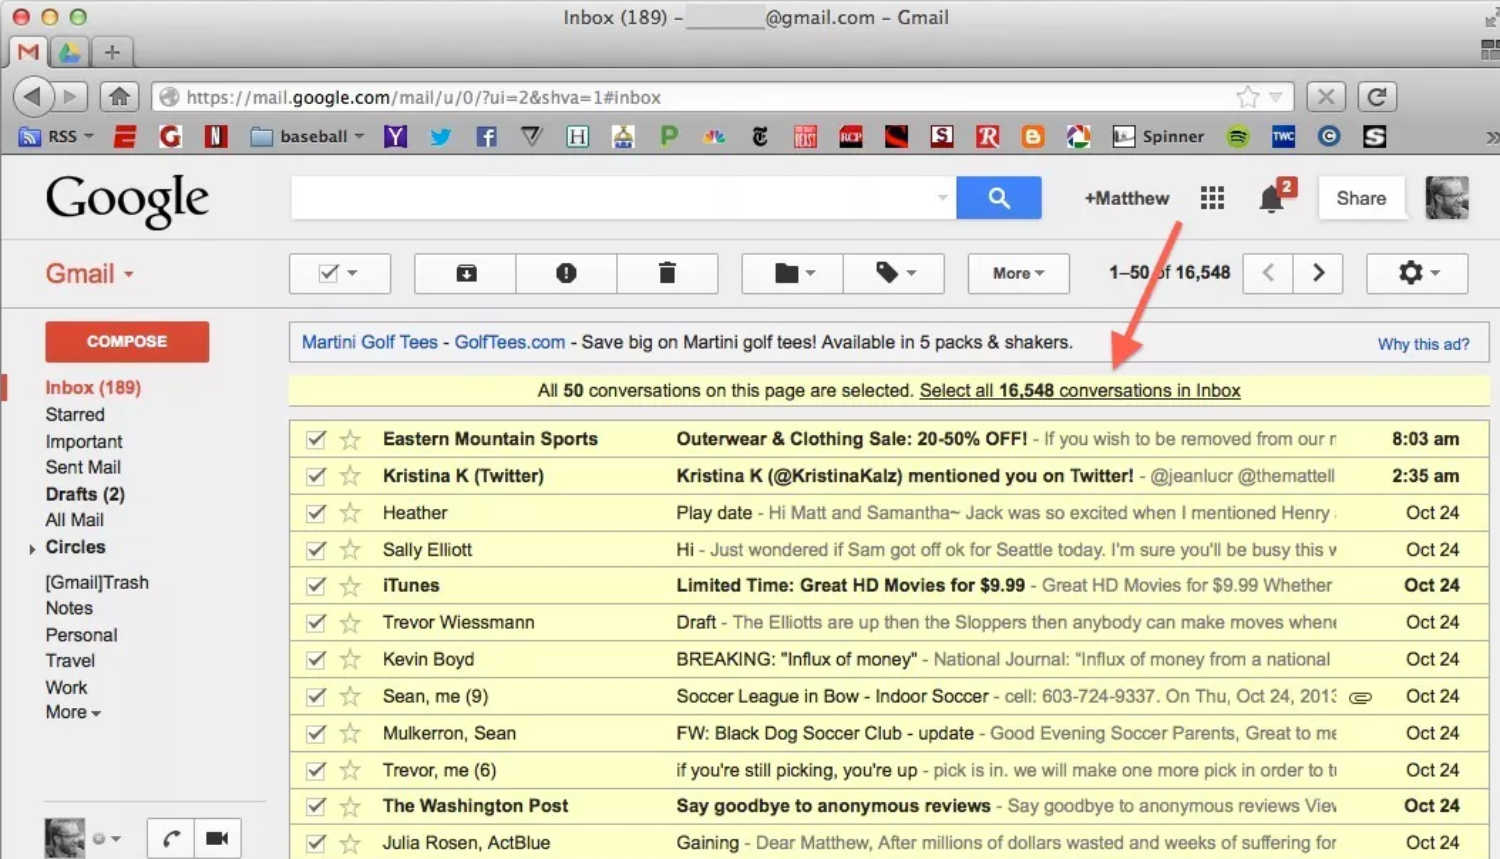 Inbox (189) – @gmail.com – Gmail
https://mail.google.com/mail/u/0/?ui=2&shva=1#inbox
RSS baseball Spinner
Google +Matthew 2 Share
Gmail More 1–50 of 16,548
COMPOSE
Martini Golf Tees - GolfTees.com - Save big on Martini golf tees! Available in 5 packs & shakers. Why this ad?
All 50 conversations on this page are selected. Select all 16,548 conversations in Inbox
Inbox (189)
Starred
Important
Sent Mail
Drafts (2)
All Mail
Circles
[Gmail]Trash
Notes
Personal
Travel
Work
More
Eastern Mountain Sports Outerwear & Clothing Sale: 20-50% OFF! - If you wish to be removed from our 8:03 am
Kristina K (Twitter) Kristina K (@KristinaKalz) mentioned you on Twitter! - @jeanlucr @themattell 2:35 am
Heather Play date - Hi Matt and Samantha~ Jack was so excited when I mentioned Henry Oct 24
Sally Elliott Hi - Just wondered if Sam got off ok for Seattle today. I'm sure you'll be busy this Oct 24
iTunes Limited Time: Great HD Movies for $9.99 - Great HD Movies for $9.99 Whether Oct 24
Trevor Wiessmann Draft - The Elliotts are up then the Sloppers then anybody can make moves whene Oct 24
Kevin Boyd BREAKING: "Influx of money" - National Journal: "Influx of money from a national Oct 24
Sean, me (9) Soccer League in Bow - Indoor Soccer - cell: 603-724-9337. On Thu, Oct 24, 2013 Oct 24
Mulkerron, Sean FW: Black Dog Soccer Club - update - Good Evening Soccer Parents, Great to me Oct 24
Trevor, me (6) if you're still picking, you're up - pick is in. we will make one more pick in order to Oct 24
The Washington Post Say goodbye to anonymous reviews - Say goodbye to anonymous reviews View Oct 24
Julia Rosen, ActBlue Gaining - Dear Matthew, After millions of dollars wasted and weeks of suffering for Oct 24